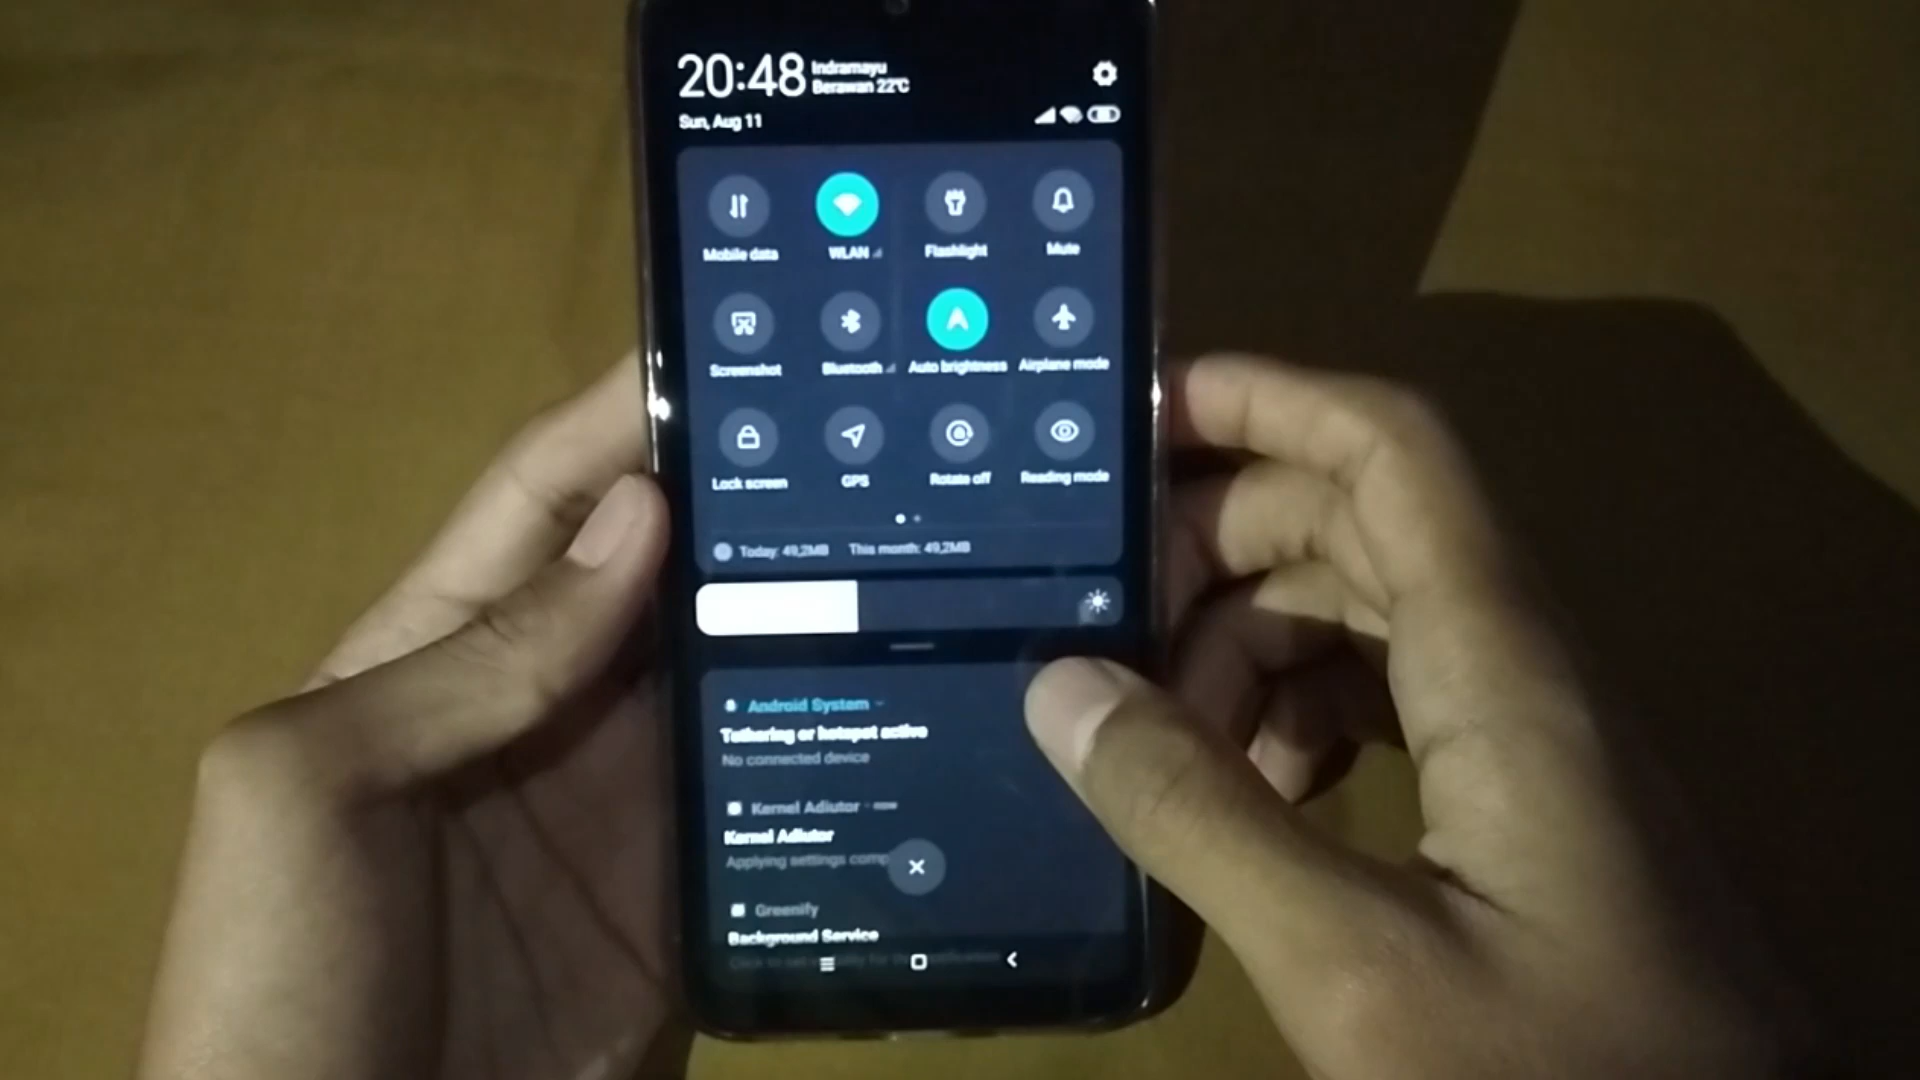 20:48
Indramayu
Berawan 22°C
Sun, Aug 11
Mobile data
WLAN
Flashlight
Mute
Screenshot
Bluetooth
Auto brightness
Airplane mode
Lock screen
GPS
Rotate off
Reading mode
Today: 49,2MB This month: 49,2MB
Android System
Tethering or hotspot active
No connected device
Kernel Adiutor · now
Kernel Adiutor
Applying settings comp
Greenify
Background Service